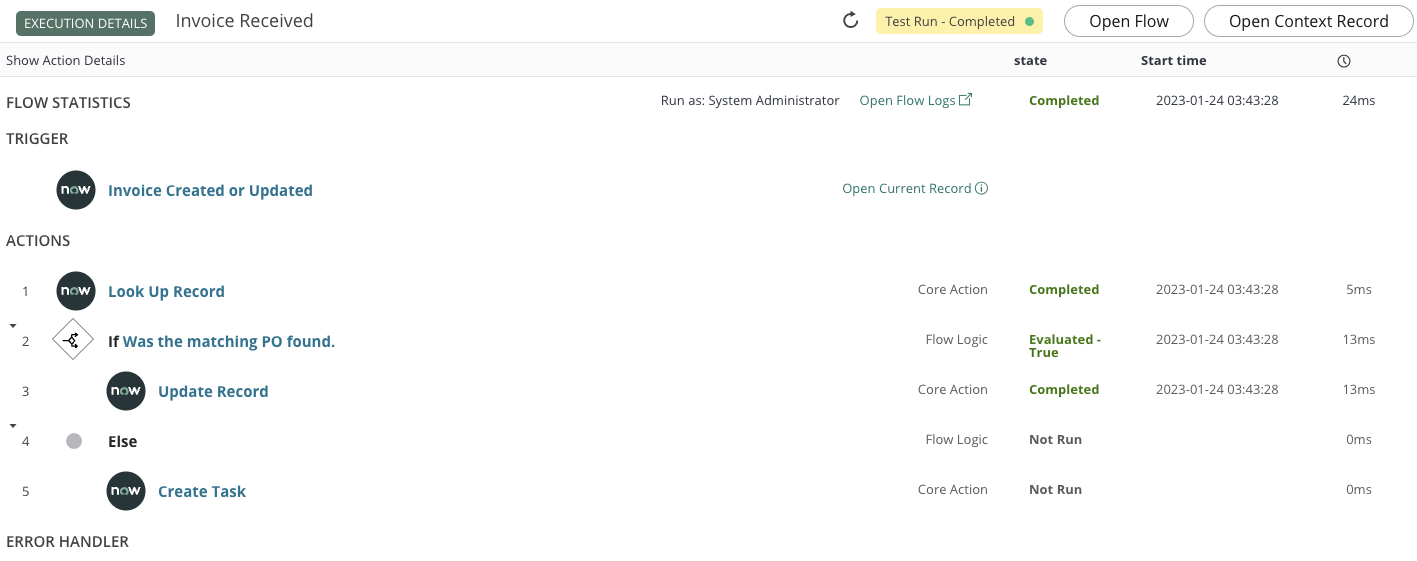 EXECUTION DETAILS Invoice Received Test Run - Completed Open Flow Open Context Record
Show Action Details state Start time
FLOW STATISTICS Run as: System Administrator Open Flow Logs Completed 2023-01-24 03:43:28 24ms
TRIGGER
now Invoice Created or Updated Open Current Record
ACTIONS
1 now Look Up Record Core Action Completed 2023-01-24 03:43:28 5ms
2 If Was the matching PO found. Flow Logic Evaluated - 2023-01-24 03:43:28 13ms
True
3 now Update Record Core Action Completed 2023-01-24 03:43:28 13ms
4 Else Flow Logic Not Run 0ms
5 now Create Task Core Action Not Run 0ms
ERROR HANDLER